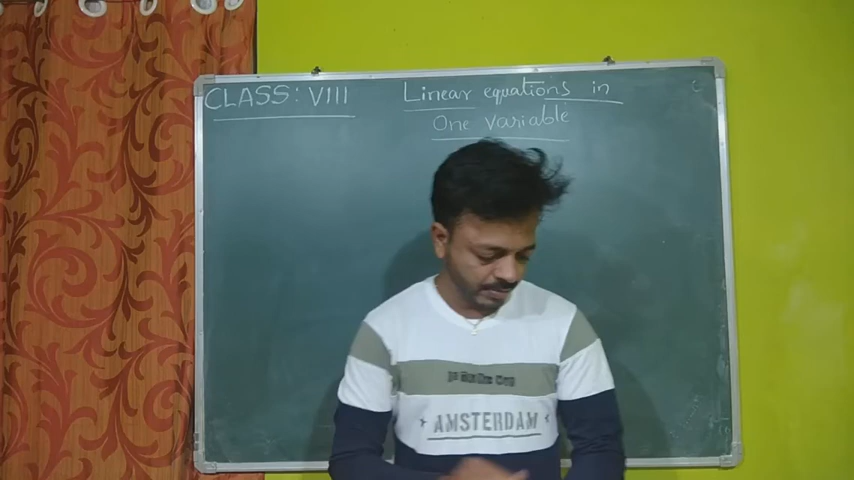 CLASS: VIII
Linear equations in
One variable
AMSTERDAM